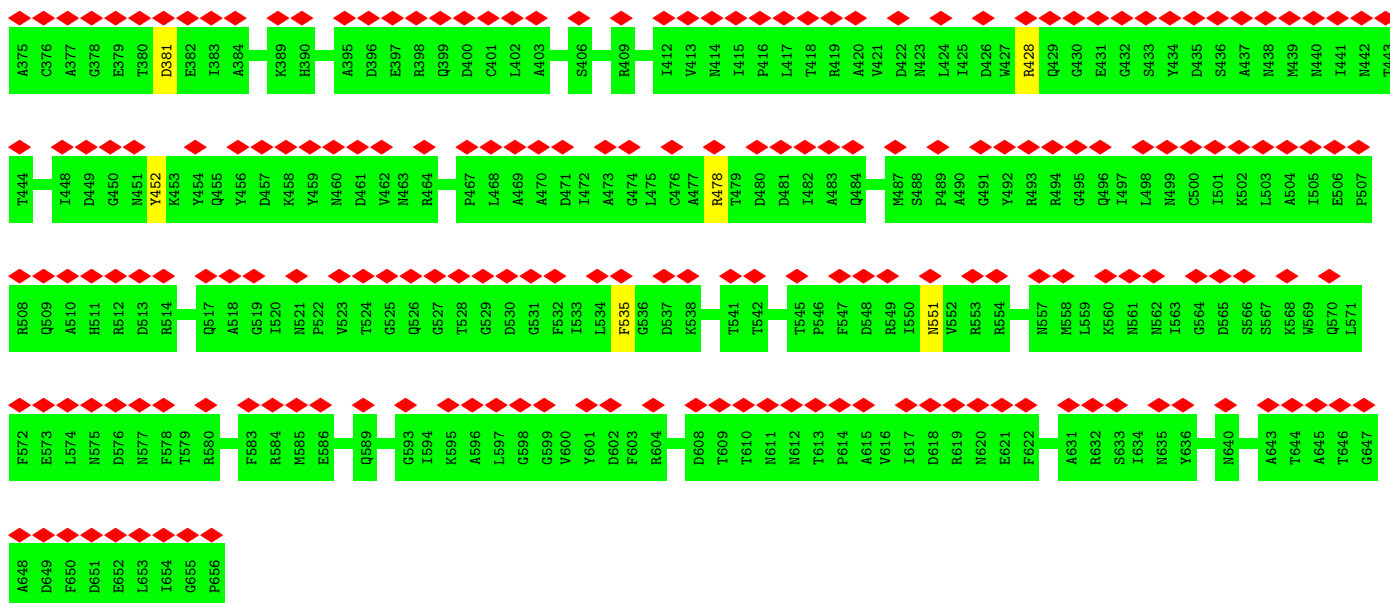 A375 C376 A377 G378 E379 T380 D381 E382 I383 A384 K389 H390 A395 D396 E397 R398 Q399 D400 C401 L402 A403 S406 R409 I412 V413 N414 I415 P416 L417 T418 R419 A420 V421 D422 N423 L424 I425 D426 W427 R428 Q429 G430 E431 G432 S433 Y434 D435 S436 A437 N438 M439 N440 I441 N442 T443
T444 I448 D449 G450 N451 Y452 K453 Y454 Q455 Y456 D457 K458 Y459 N460 D461 V462 N463 R464 P467 L468 A469 A470 D471 I472 A473 G474 L475 C476 A477 R478 T479 D480 D481 I482 A483 Q484 M487 S488 P489 A490 G491 Y492 R493 R494 G495 Q496 I497 L498 N499 C500 I501 K502 L503 A504 I505 E506 P507
R508 Q509 A510 H511 R512 D513 R514 Q517 A518 G519 I520 N521 P522 V523 T524 G525 Q526 G527 T528 G529 D530 G531 F532 I533 L534 F535 G536 D537 K538 T541 T542 T545 P546 F547 D548 R549 I550 N551 V552 R553 R554 N557 M558 L559 K560 N561 N562 I563 G564 D565 S566 S567 K568 W569 Q570 L571
F572 E573 L574 N575 D576 N577 F578 T579 R580 F583 R584 M585 E586 Q589 G593 I594 K595 A596 L597 G598 G599 V600 Y601 D602 F603 R604 D608 T609 T610 N611 N612 T613 P614 A615 V616 I617 D618 R619 N620 E621 F622 A631 R632 S633 I634 N635 Y636 N640 A643 T644 A645 T646 G647
A648 D649 F650 D651 E652 L653 I654 G655 P656